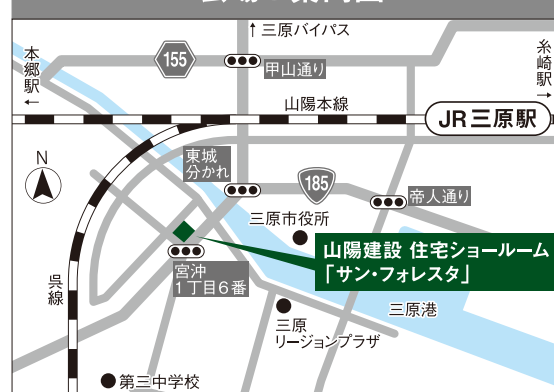 ↑三原バイパス
本郷駅
←
155
甲山通り
糸崎駅
→
山陽本線
JR三原駅
N
東城
分かれ
185
帝人通り
三原市役所
山陽建設 住宅ショールーム
「サン・フォレスタ」
宮沖
1丁目6番
呉線
三原港
三原
リージョンプラザ
第三中学校